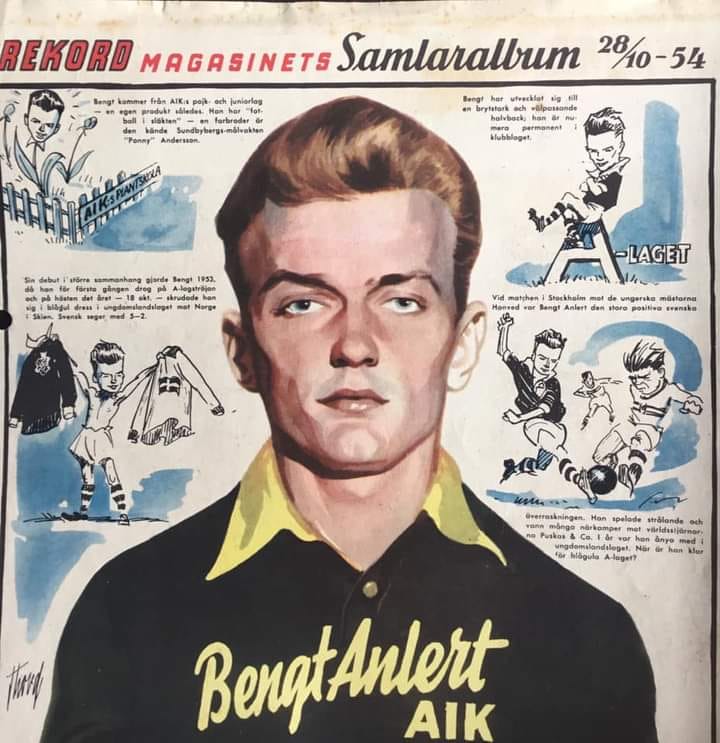 REKORD MAGASINETS Samlaralbum 28/10-54
Bengt kommer från AIK:s pojk- och juniorlag
— en egen produkt således. Han har "fot-
boll i släkten" — en farbroder är
den kände Sundbybergs-målvakten
"Ponny" Andersson.
AIK:s PLANTSKOLA
Bengt har utvecklat sig till
en brytstark och välpassande
halvback; han är nu-
mera permanent i
klubblaget.
A-LAGET
Sin debut i större sammanhang gjorde Bengt 1953,
då han för första gången drog på A-lagströjan
och på hösten det året — 18 okt. — skrudade han
sig i blågul dress i ungdomslandslaget mot Norge
i Skien. Svensk seger med 5—2.
Vid matchen i Stockholm mot de ungerska mästarna
Honved var Bengt Anlert den stora positiva svenska
överraskningen. Han spelade strålande och
vann många närkamper mot världsstjärnor-
na Puskas & Co. I år var han ånyo med i
ungdomslandslaget. När är han klar
för blågula A-laget?
Bengt Anlert
AIK